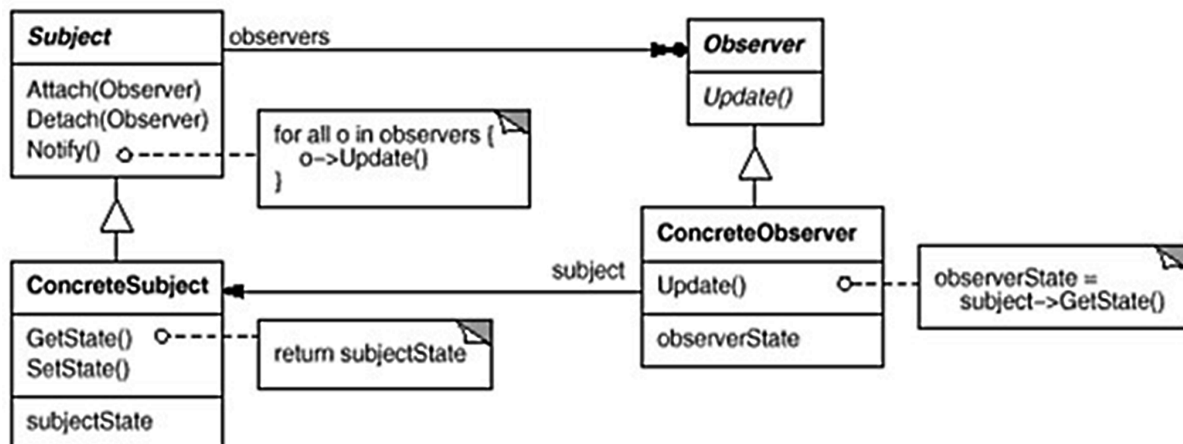 Subject
Attach(Observer)
Detach(Observer)
Notify()
observers
for all o in observers {
o->Update()
}
Observer
Update()
ConcreteSubject
GetState()
SetState()
subjectState
return subjectState
subject
ConcreteObserver
Update()
observerState
observerState =
subject->GetState()